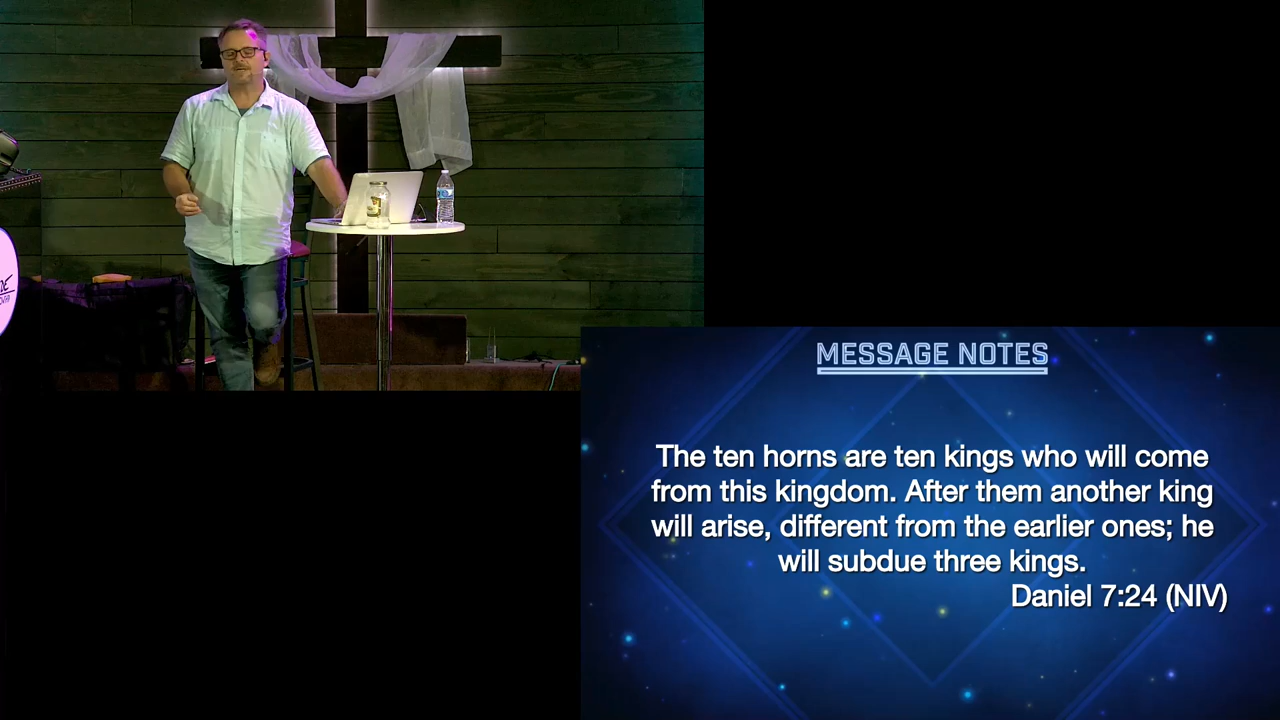 MESSAGE NOTES
The ten horns are ten kings who will come
from this kingdom. After them another king
will arise, different from the earlier ones; he
will subdue three kings.
Daniel 7:24 (NIV)